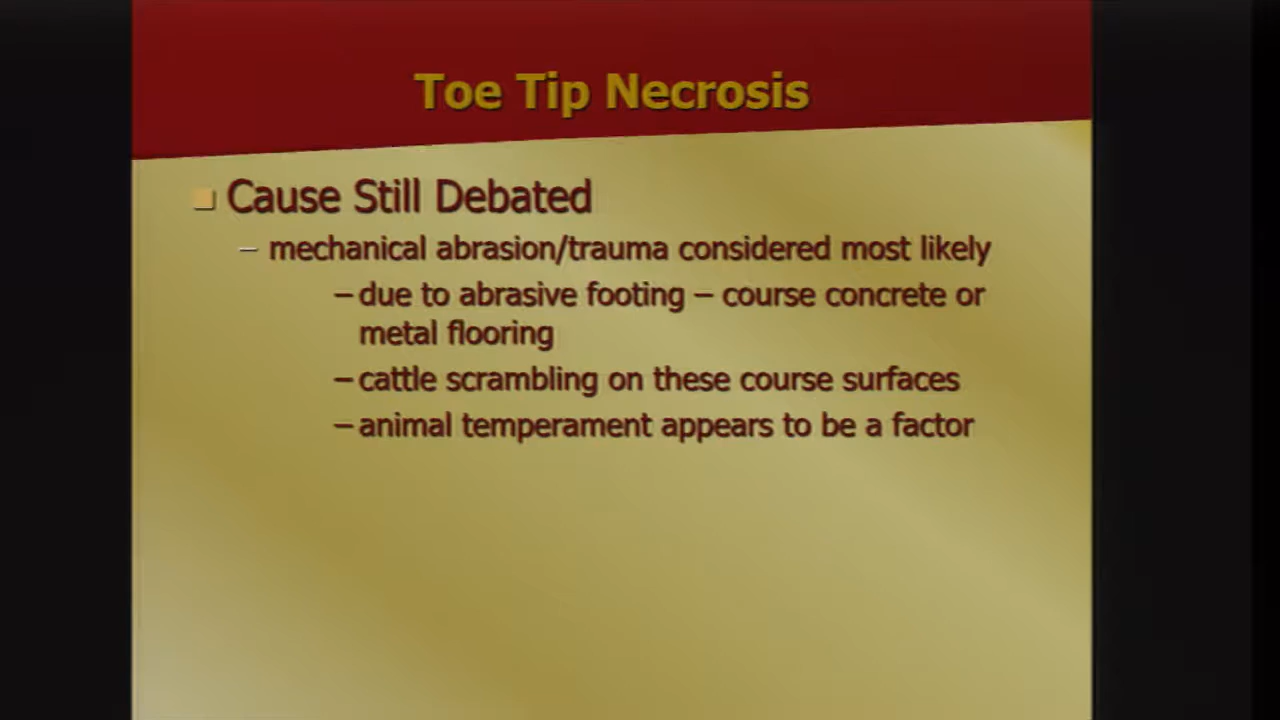 Toe Tip Necrosis
Cause Still Debated
– mechanical abrasion/trauma considered most likely
– due to abrasive footing – course concrete or
metal flooring
– cattle scrambling on these course surfaces
– animal temperament appears to be a factor